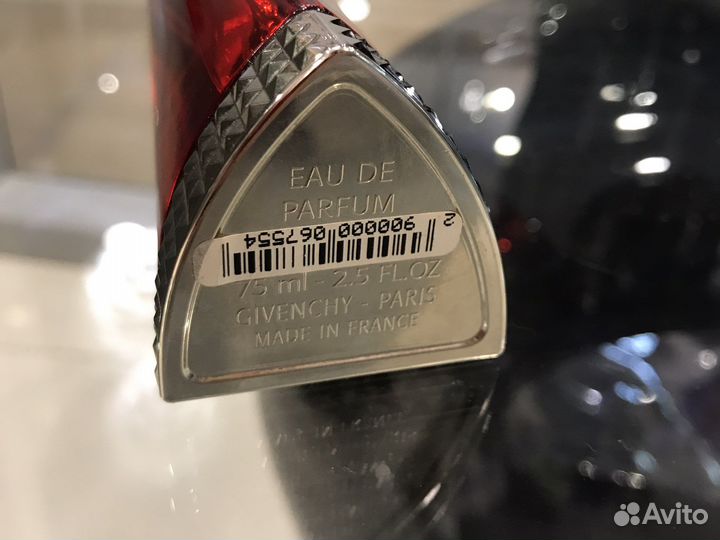 EAU DE
PARFUM
2 900000 067554
75 ml - 2.5 FL.OZ
GIVENCHY - PARIS
MADE IN FRANCE
Avito